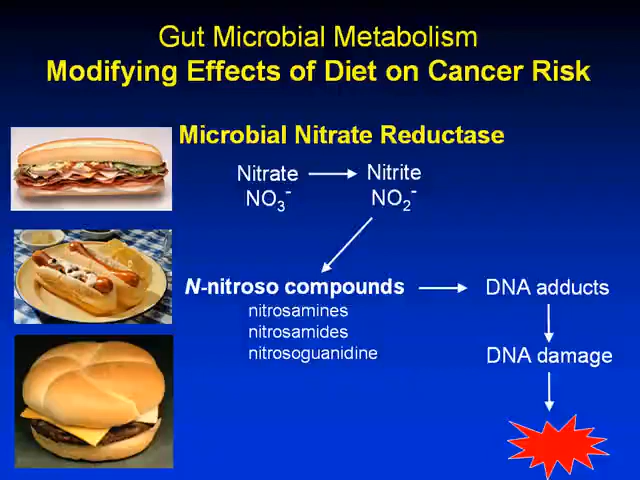 Gut Microbial Metabolism
Modifying Effects of Diet on Cancer Risk
Microbial Nitrate Reductase
Nitrate Nitrite
NO3- NO2-
N-nitroso compounds DNA adducts
nitrosamines
nitrosamides
nitrosoguanidine
DNA damage